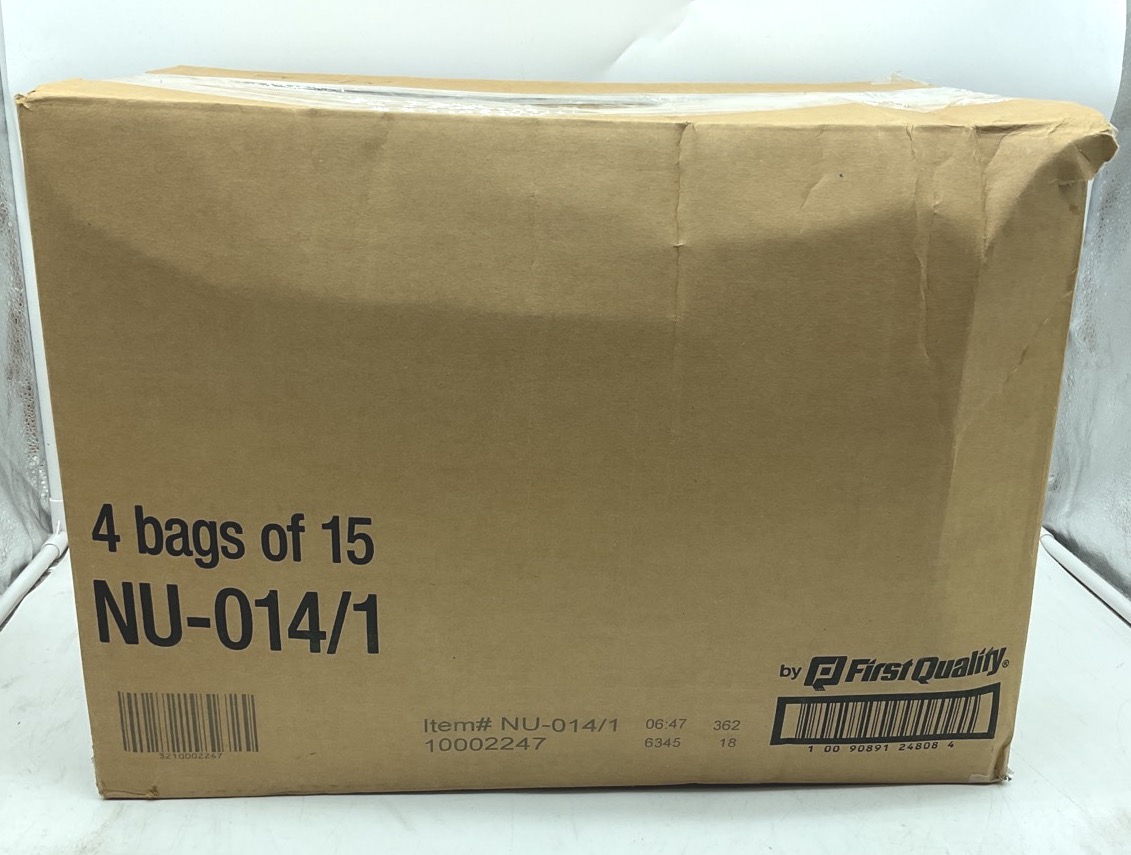 4 bags of 15
NU-014/1
by First Quality®
3210002247
Item# NU-014/1 06:47 362
10002247 6345 18
1 00 90891 24808 4